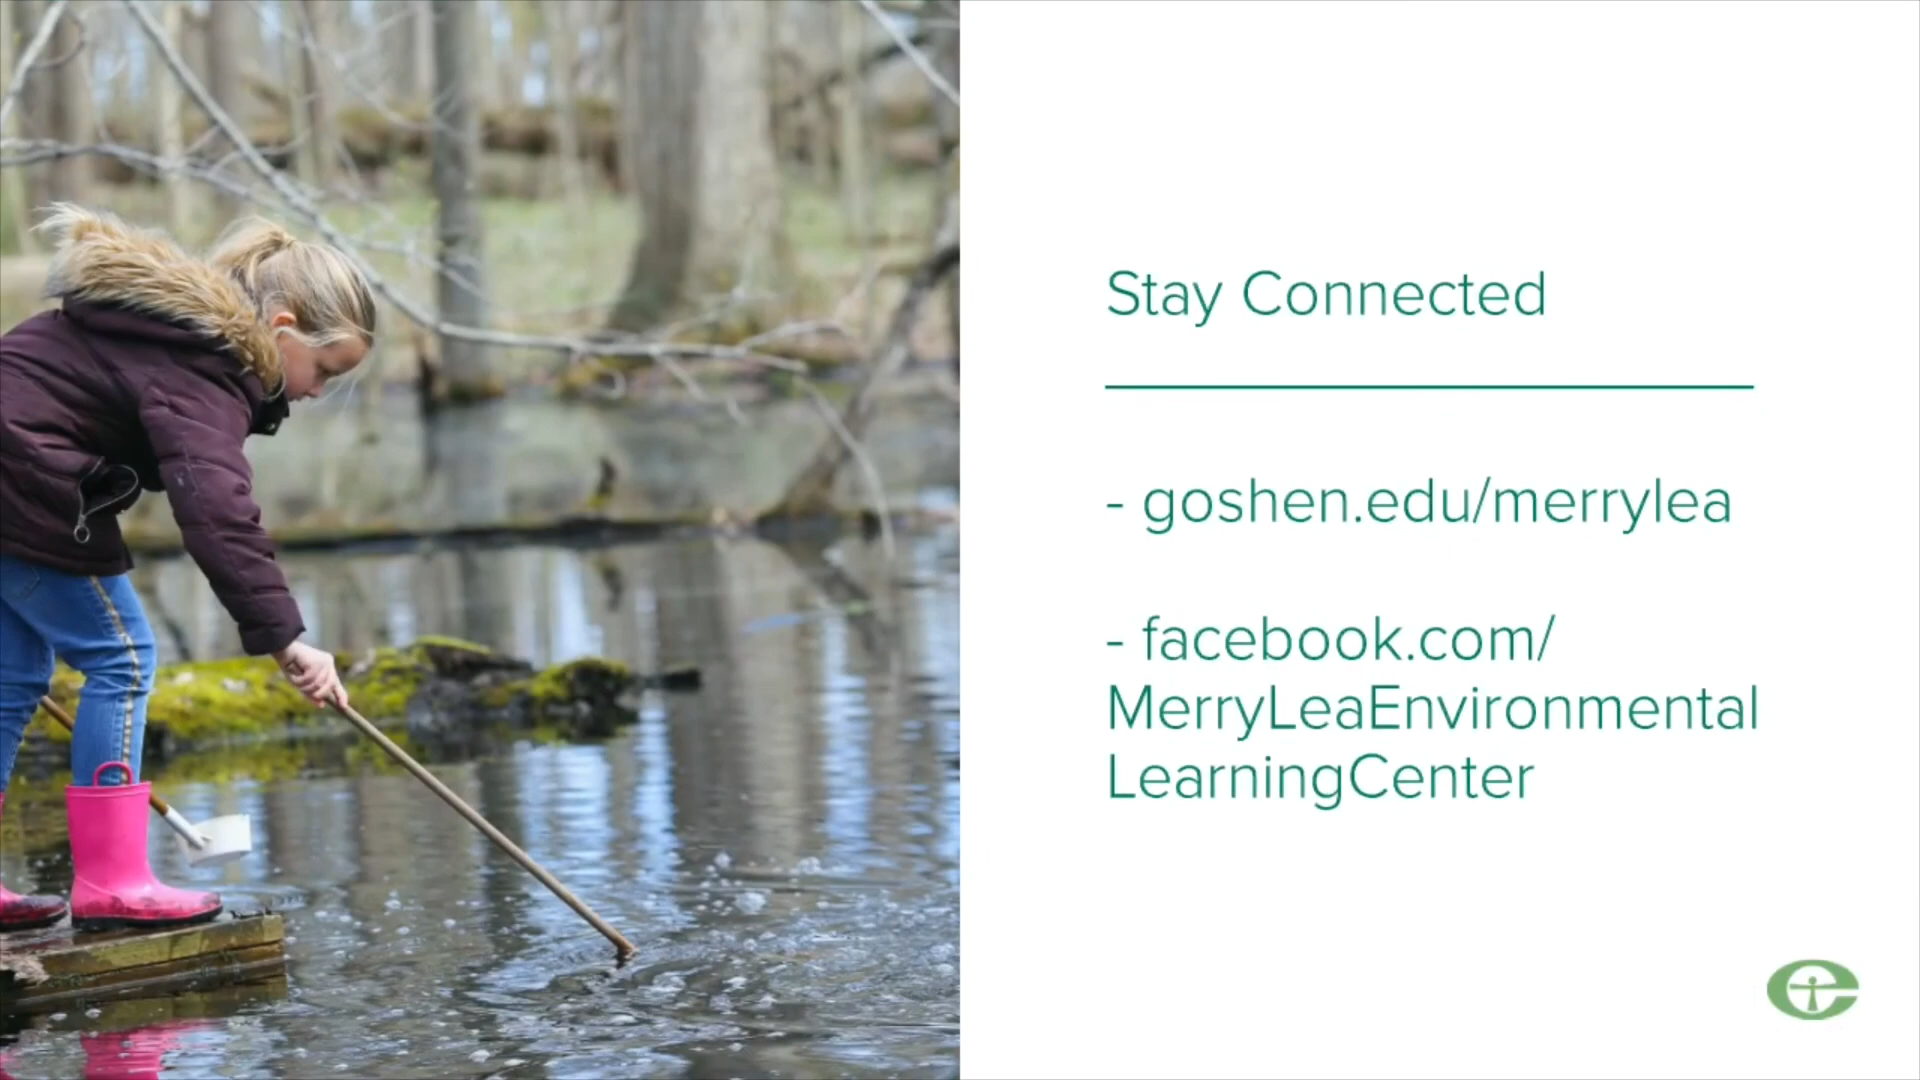 Stay Connected
- goshen.edu/merrylea
- facebook.com/
MerryLeaEnvironmental
LearningCenter